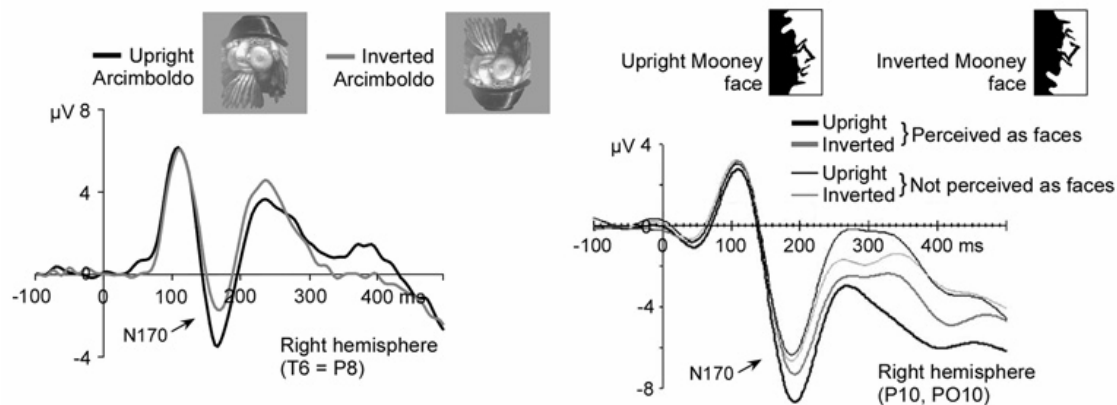 Upright
Arcimboldo
Inverted
Arcimboldo
µV 8
4
0
-4
-100 0 100 200 300 400 ms
N170
Right hemisphere
(T6 = P8)
Upright Mooney
face
Inverted Mooney
face
Upright
Inverted
} Perceived as faces
Upright
Inverted
} Not perceived as faces
µV 4
0
-4
-8
-100 0 100 200 300 400 ms
N170
Right hemisphere
(P10, PO10)